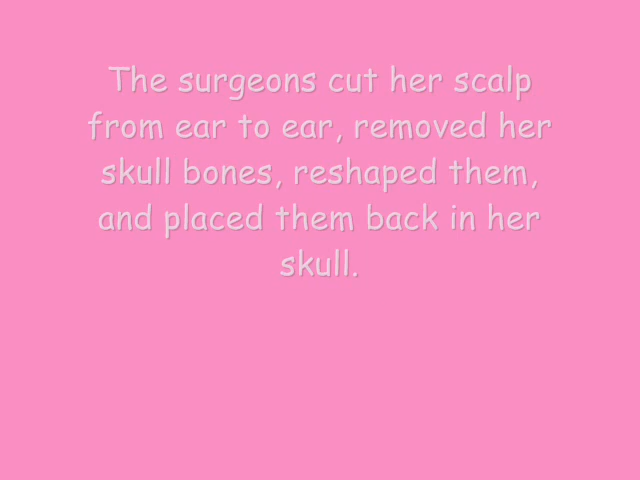 The surgeons cut her scalp
from ear to ear, removed her
skull bones, reshaped them,
and placed them back in her
skull.